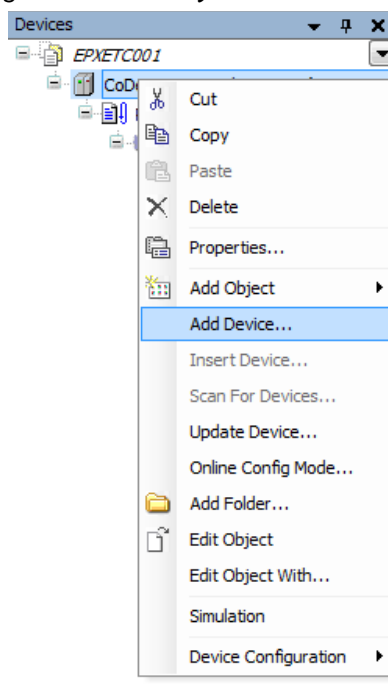 Devices
EPXETC001
Cut
Copy
Paste
Delete
Properties...
Add Object
Add Device...
Insert Device...
Scan For Devices...
Update Device...
Online Config Mode...
Add Folder...
Edit Object
Edit Object With...
Simulation
Device Configuration